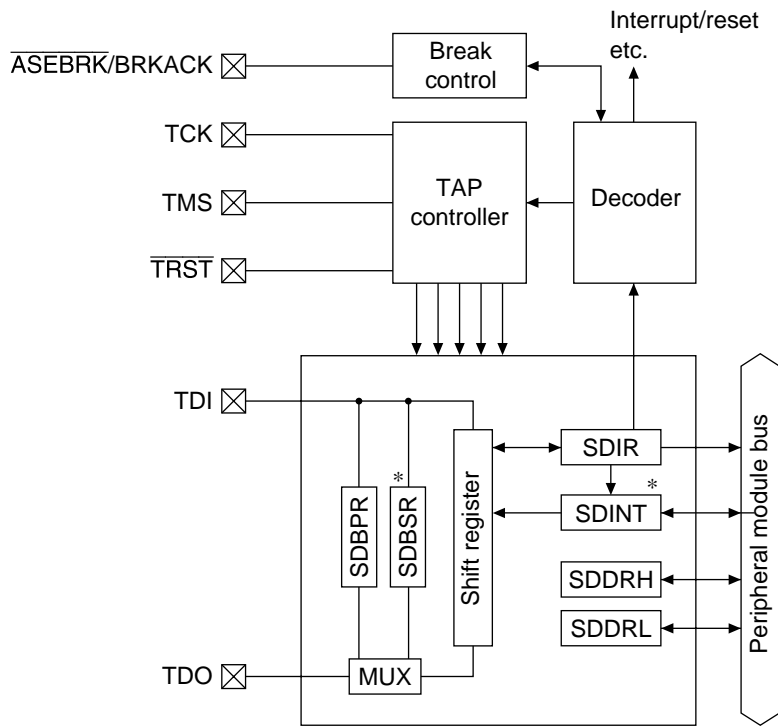 Interrupt/reset
etc.
ASEBRK/BRKACK
Break
control
TCK
TMS
TRST
TAP
controller
Decoder
TDI
TDO
SDBPR
SDBSR
*
Shift register
SDIR
SDINT
*
SDDRH
SDDRL
MUX
Peripheral module bus